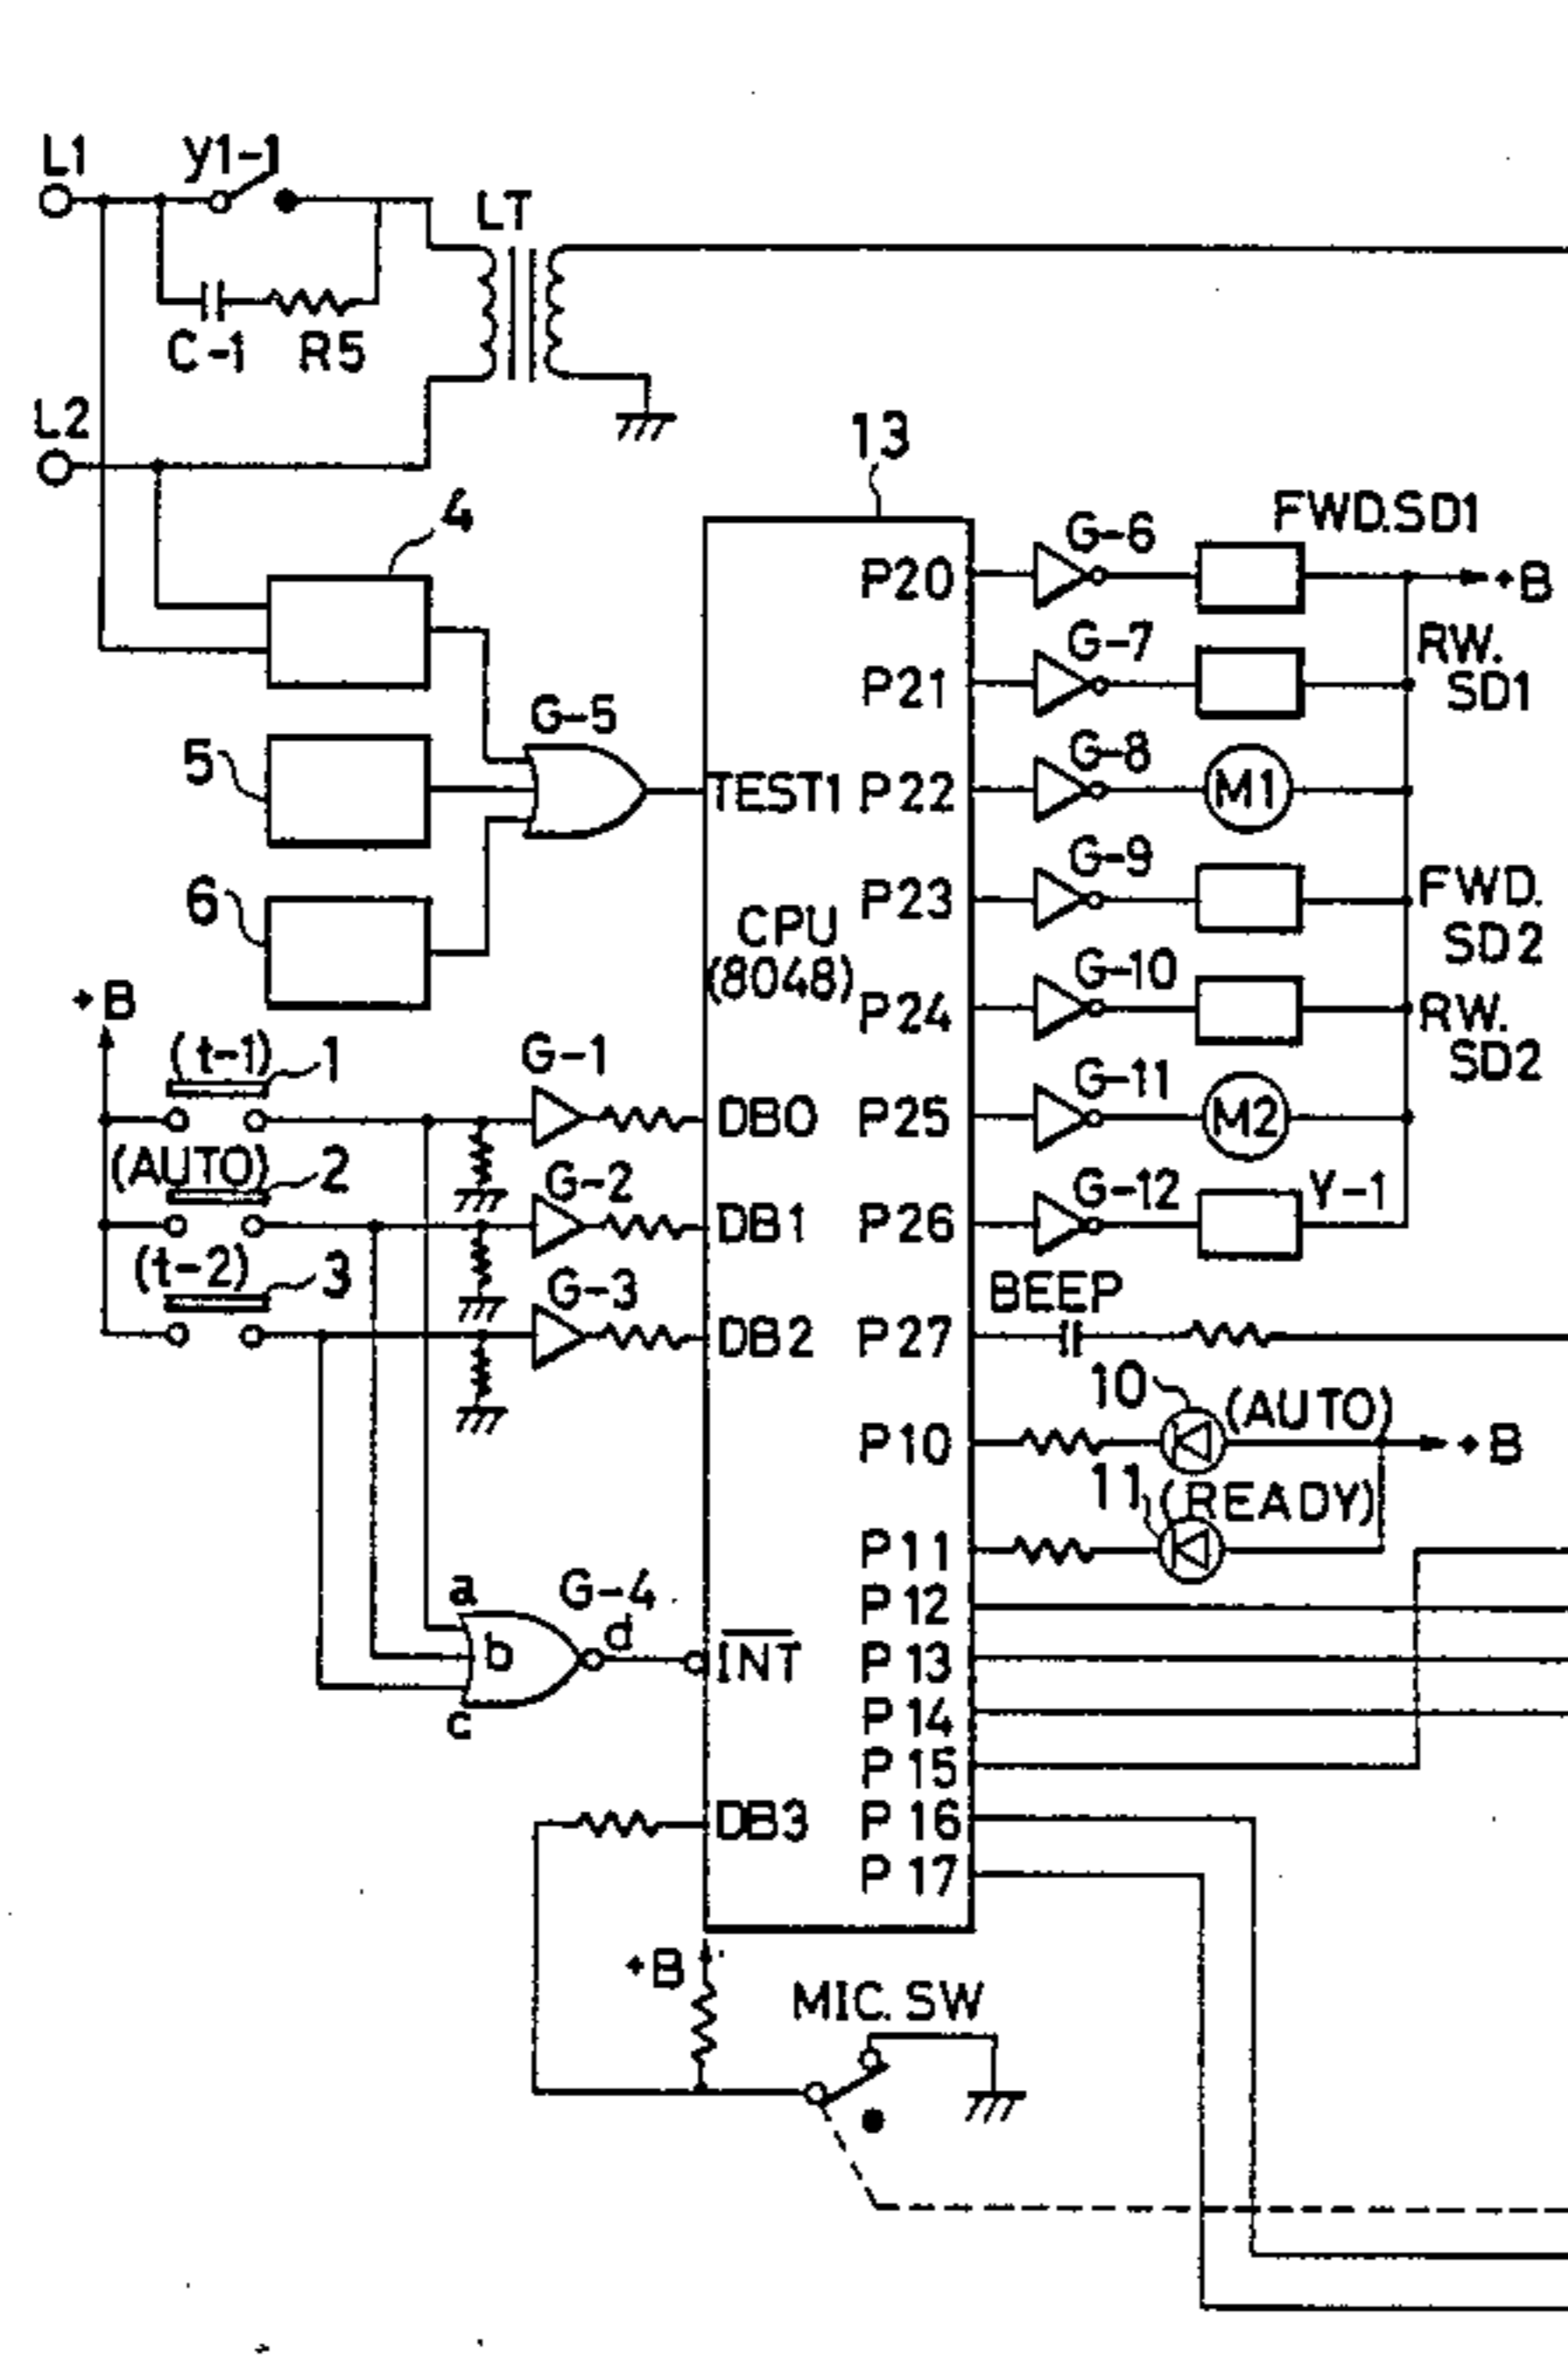 L1
y1-1
LT
C-1
R5
L2
13
4
G-6
FWD.SD1
P20
+B
G-7
RW.
SD1
P21
G-5
5
G-8
TEST1
P22
M1
6
G-9
FWD.
SD2
P23
CPU
(8048)
G-10
P24
RW.
SD2
+B
(t-1)
1
G-1
G-11
DB0
P25
M2
(AUTO)
2
G-2
G-12
Y-1
DB1
P26
(t-2)
3
G-3
BEEP
DB2
P27
10
(AUTO)
P10
+B
11
(READY)
P11
a
G-4
P12
b
d
INT
P13
c
P14
P15
DB3
P16
P17
+B
MIC. SW